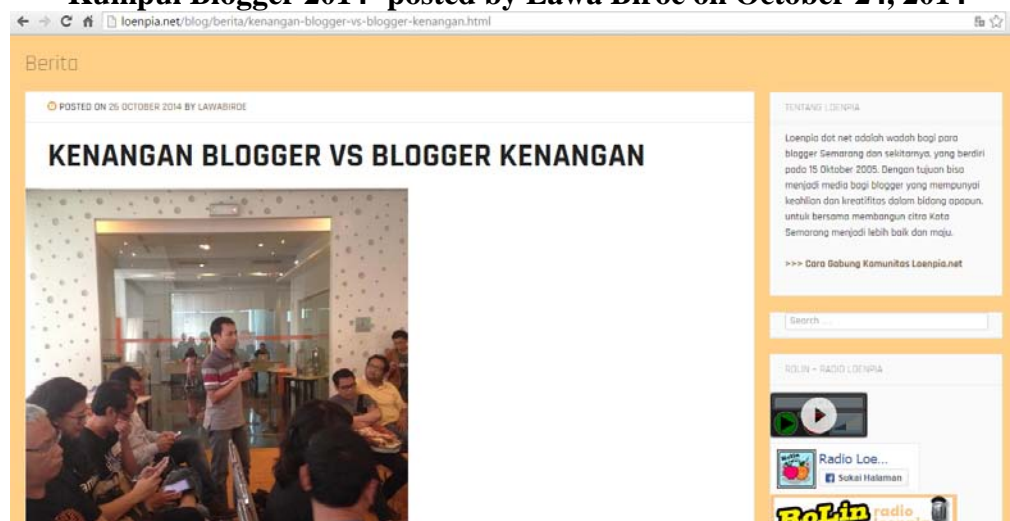 Kumpul Blogger 2014" posted by Lawa Biroe on October 24, 2014
loenpia.net/blog/berita/kenangan-blogger-vs-blogger-kenangan.html
Berita
POSTED ON 26 OCTOBER 2014 BY LAWABIROE
KENANGAN BLOGGER VS BLOGGER KENANGAN
TENTANG LOENPIA
Loenpia dot net adalah wadah bagi para
blogger Semarang dan sekitarnya, yang berdiri
pada 15 Oktober 2005. Dengan tujuan bisa
menjadi media bagi blogger yang mempunyai
keahlian dan kreatifitas dalam bidang apapun,
untuk bersama membangun citra Kota
Semarang menjadi lebih baik dan maju.
>>> Cara Gabung Komunitas Loenpia.net
Search ...
ROLIN - RADIO LOENPIA
Radio Loe...
Sukai Halaman
RoLin radio